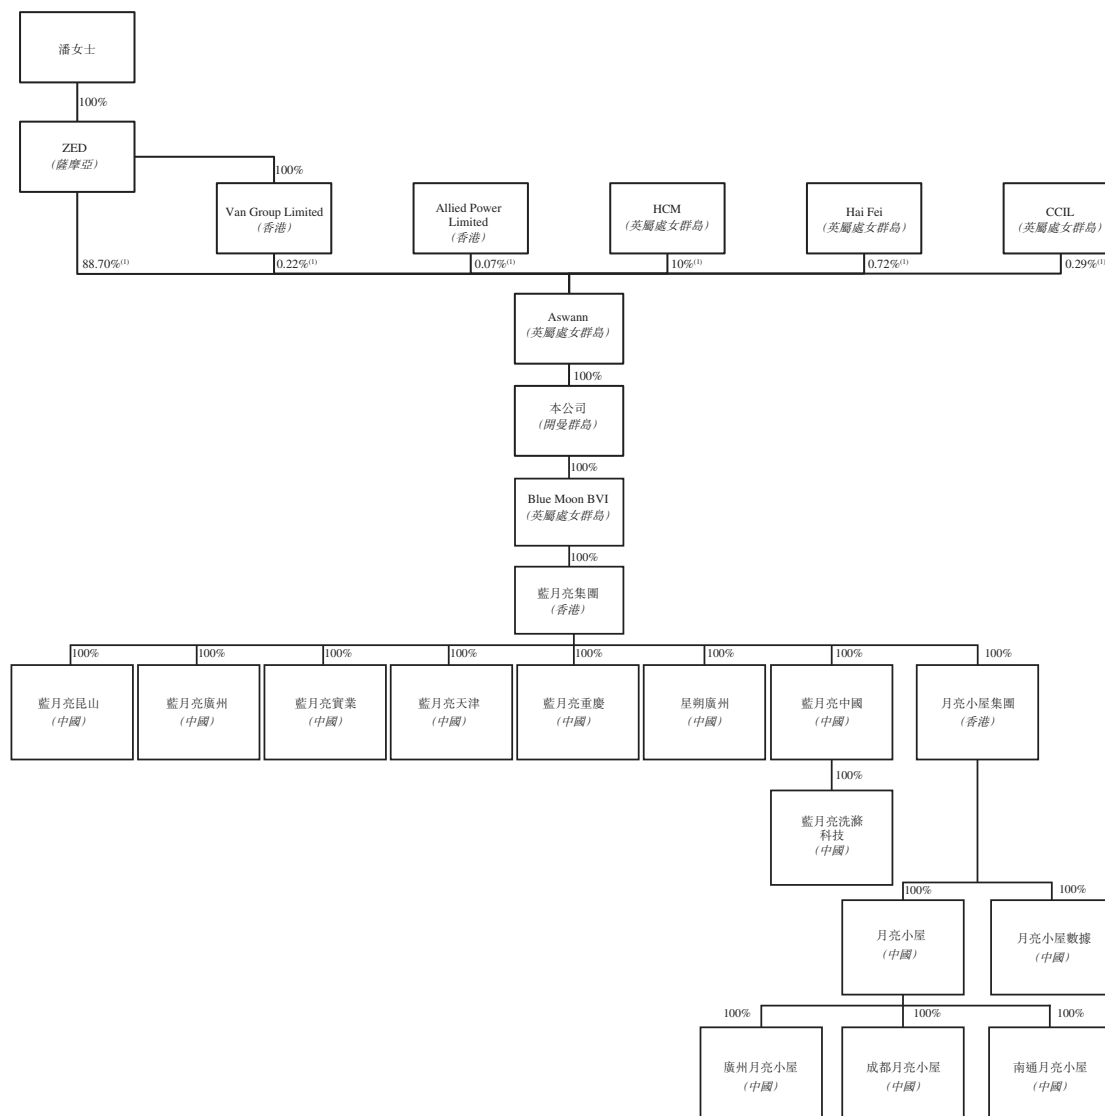 潘女士
100%
ZED
(薩摩亞)
100%
Van Group Limited
(香港)
Allied Power
Limited
(香港)
HCM
(英屬處女群島)
Hai Fei
(英屬處女群島)
CCIL
(英屬處女群島)
88.70%(1)
0.22%(1)
0.07%(1)
10%(1)
0.72%(1)
0.29%(1)
Aswann
(英屬處女群島)
100%
本公司
(開曼群島)
100%
Blue Moon BVI
(英屬處女群島)
100%
藍月亮集團
(香港)
100%
100%
100%
100%
100%
100%
100%
100%
藍月亮昆山
(中國)
藍月亮廣州
(中國)
藍月亮實業
(中國)
藍月亮天津
(中國)
藍月亮重慶
(中國)
星朔廣州
(中國)
藍月亮中國
(中國)
月亮小屋集團
(香港)
100%
藍月亮洗滌
科技
(中國)
100%
100%
月亮小屋
(中國)
月亮小屋數據
(中國)
100%
100%
100%
廣州月亮小屋
(中國)
成都月亮小屋
(中國)
南通月亮小屋
(中國)